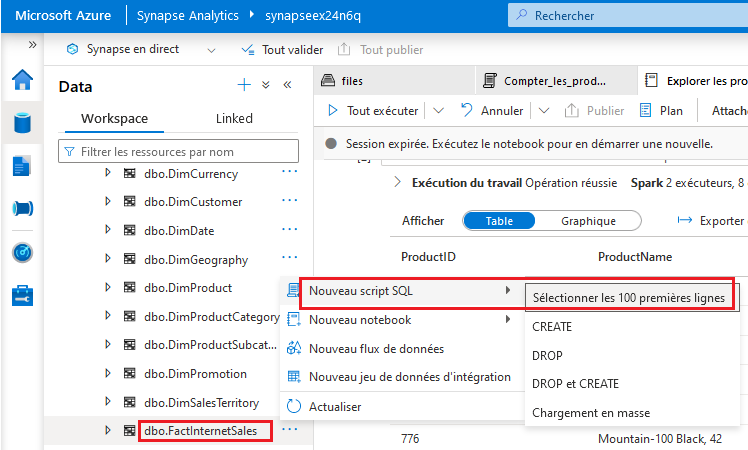 Microsoft Azure
Synapse Analytics
synapseex24n6q
Rechercher
Synapse en direct
Tout valider
Tout publier
Data
Workspace
Linked
Filtrer les ressources par nom
dbo.DimCurrency
dbo.DimCustomer
dbo.DimDate
dbo.DimGeography
dbo.DimProduct
dbo.DimProductCategory
dbo.DimProductSubcat...
dbo.DimPromotion
dbo.DimSalesTerritory
dbo.FactInternetSales
files
Compter_les_prod...
Explorer les pro
Tout exécuter
Annuler
Publier
Plan
Attache
Session expirée. Exécutez le notebook pour en démarrer une nouvelle.
Exécution du travail Opération réussie Spark 2 exécuteurs, 8
Afficher
Table
Graphique
Exporter
ProductID
ProductName
Nouveau script SQL
Nouveau notebook
Nouveau flux de données
Nouveau jeu de données d'intégration
Actualiser
Sélectionner les 100 premières lignes
CREATE
DROP
DROP et CREATE
Chargement en masse
776
Mountain-100 Black, 42